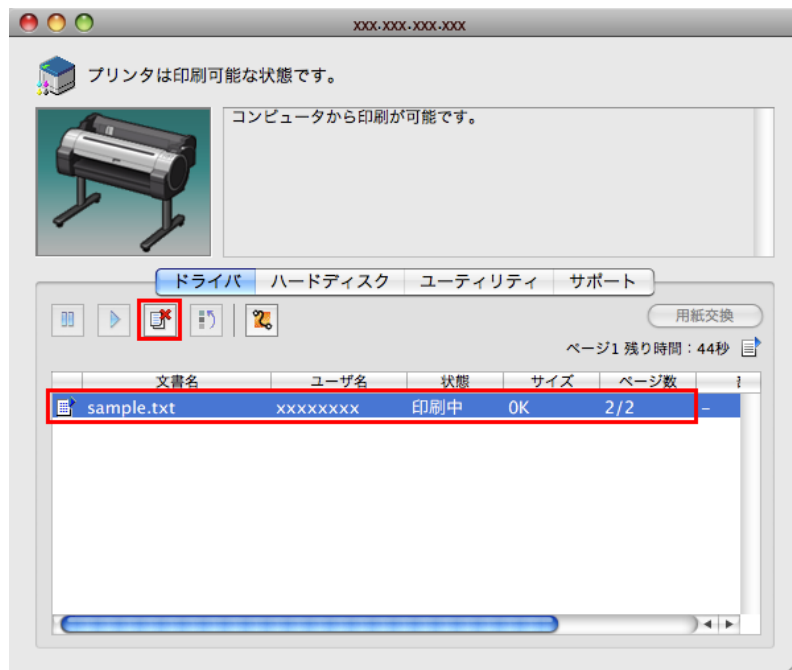 xxx.xxx.xxx.xxx
プリンタは印刷可能な状態です。
コンピュータから印刷が可能です。
ドライバ ハードディスク ユーティリティ サポート
用紙交換
ページ1 残り時間：44秒
文書名 ユーザ名 状態 サイズ ページ数
sample.txt xxxxxxxx 印刷中 0K 2/2 –